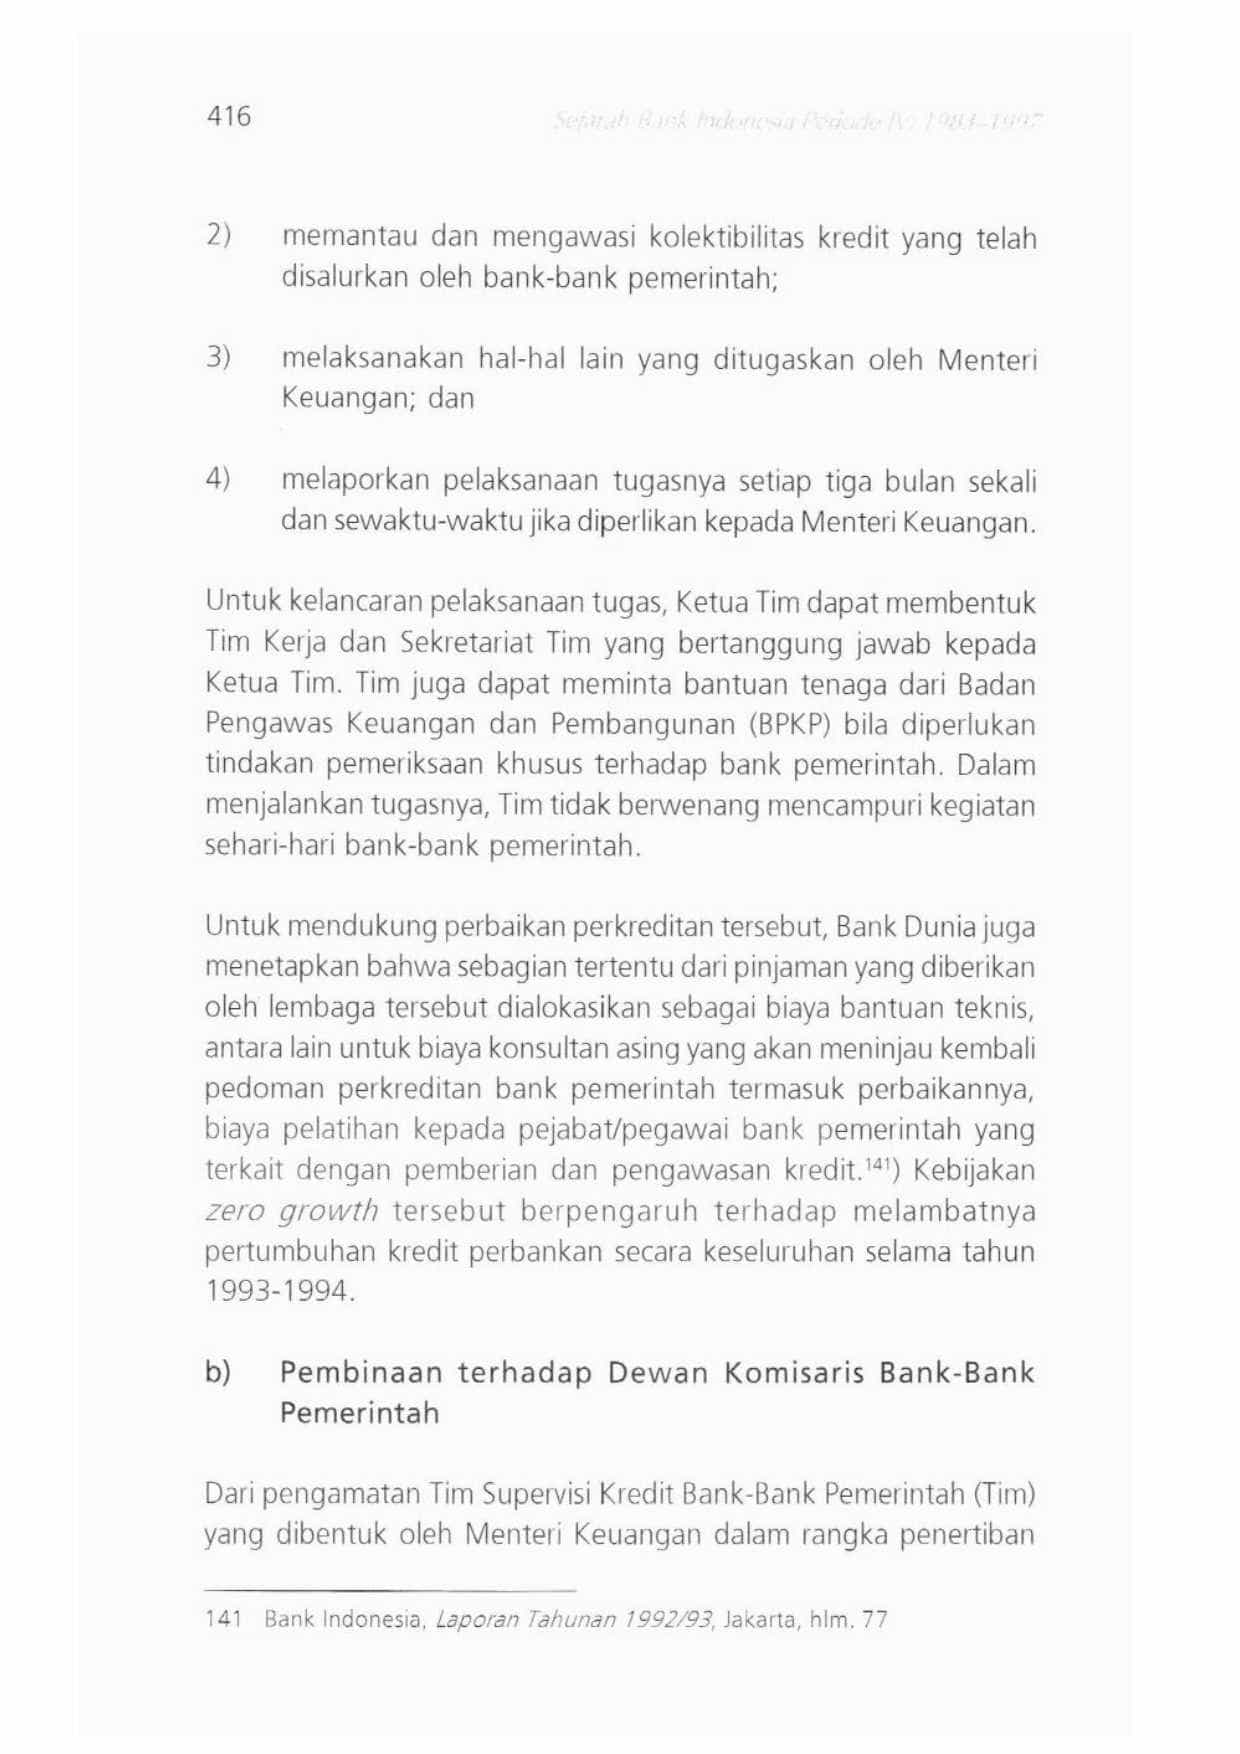 416
Sejarah Bank Indonesia Periode IV: 1983–1997
2) memantau dan mengawasi kolektibilitas kredit yang telah
disalurkan oleh bank-bank pemerintah;
3) melaksanakan hal-hal lain yang ditugaskan oleh Menteri
Keuangan; dan
4) melaporkan pelaksanaan tugasnya setiap tiga bulan sekali
dan sewaktu-waktu jika diperlikan kepada Menteri Keuangan.
Untuk kelancaran pelaksanaan tugas, Ketua Tim dapat membentuk
Tim Kerja dan Sekretariat Tim yang bertanggung jawab kepada
Ketua Tim. Tim juga dapat meminta bantuan tenaga dari Badan
Pengawas Keuangan dan Pembangunan (BPKP) bila diperlukan
tindakan pemeriksaan khusus terhadap bank pemerintah. Dalam
menjalankan tugasnya, Tim tidak berwenang mencampuri kegiatan
sehari-hari bank-bank pemerintah.
Untuk mendukung perbaikan perkreditan tersebut, Bank Dunia juga
menetapkan bahwa sebagian tertentu dari pinjaman yang diberikan
oleh lembaga tersebut dialokasikan sebagai biaya bantuan teknis,
antara lain untuk biaya konsultan asing yang akan meninjau kembali
pedoman perkreditan bank pemerintah termasuk perbaikannya,
biaya pelatihan kepada pejabat/pegawai bank pemerintah yang
terkait dengan pemberian dan pengawasan kredit.¹⁴¹) Kebijakan
zero growth tersebut berpengaruh terhadap melambatnya
pertumbuhan kredit perbankan secara keseluruhan selama tahun
1993-1994.
b) Pembinaan terhadap Dewan Komisaris Bank-Bank
Pemerintah
Dari pengamatan Tim Supervisi Kredit Bank-Bank Pemerintah (Tim)
yang dibentuk oleh Menteri Keuangan dalam rangka penertiban
141 Bank Indonesia, Laporan Tahunan 1992/93, Jakarta, hlm. 77